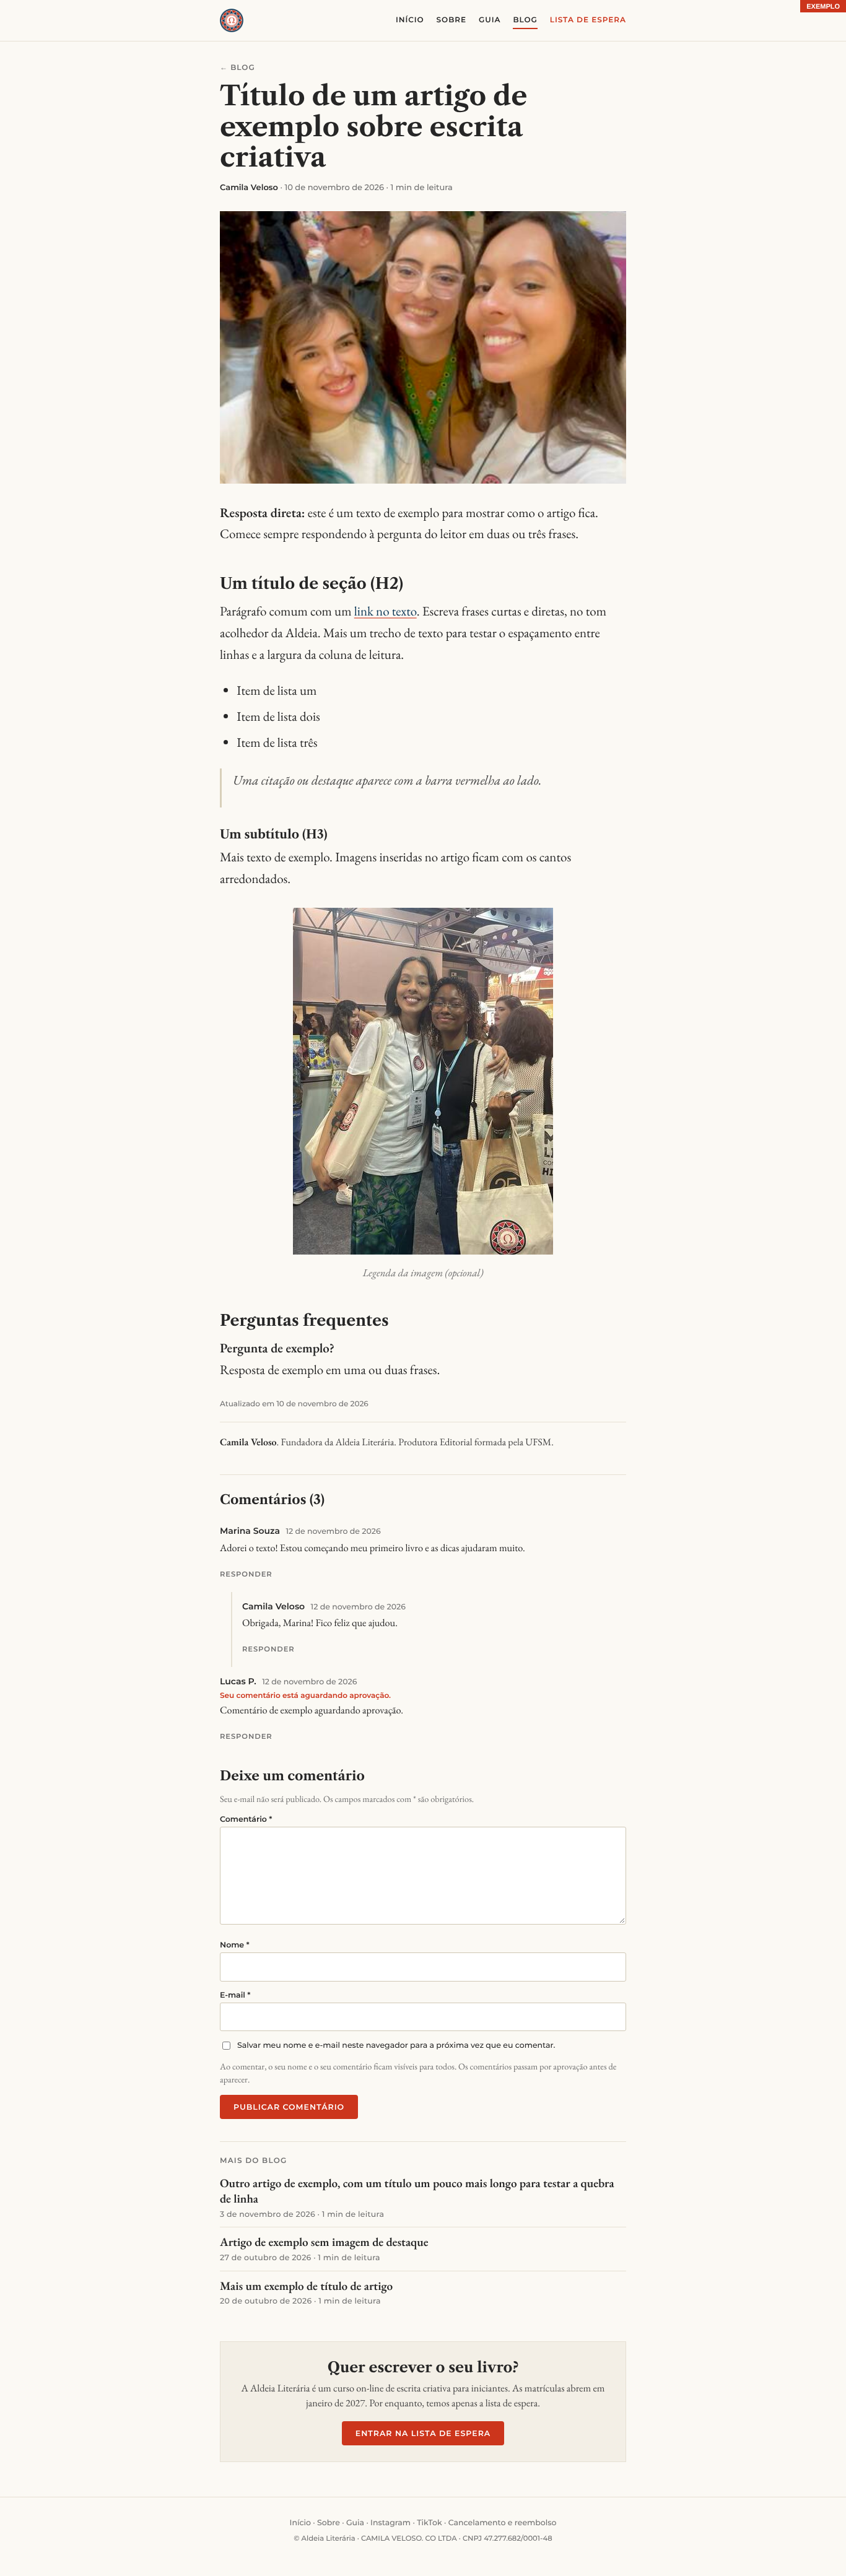 EXEMPLO
INÍCIO SOBRE GUIA BLOG LISTA DE ESPERA
← BLOG
Título de um artigo de
exemplo sobre escrita
criativa
Camila Veloso · 10 de novembro de 2026 · 1 min de leitura
Resposta direta: este é um texto de exemplo para mostrar como o artigo fica.
Comece sempre respondendo à pergunta do leitor em duas ou três frases.
Um título de seção (H2)
Parágrafo comum com um link no texto. Escreva frases curtas e diretas, no tom
acolhedor da Aldeia. Mais um trecho de texto para testar o espaçamento entre
linhas e a largura da coluna de leitura.
• Item de lista um
• Item de lista dois
• Item de lista três
Uma citação ou destaque aparece com a barra vermelha ao lado.
Um subtítulo (H3)
Mais texto de exemplo. Imagens inseridas no artigo ficam com os cantos
arredondados.
25
Legenda da imagem (opcional)
Perguntas frequentes
Pergunta de exemplo?
Resposta de exemplo em uma ou duas frases.
Atualizado em 10 de novembro de 2026
Camila Veloso. Fundadora da Aldeia Literária. Produtora Editorial formada pela UFSM.
Comentários (3)
Marina Souza 12 de novembro de 2026
Adorei o texto! Estou começando meu primeiro livro e as dicas ajudaram muito.
RESPONDER
Camila Veloso 12 de novembro de 2026
Obrigada, Marina! Fico feliz que ajudou.
RESPONDER
Lucas P. 12 de novembro de 2026
Seu comentário está aguardando aprovação.
Comentário de exemplo aguardando aprovação.
RESPONDER
Deixe um comentário
Seu e-mail não será publicado. Os campos marcados com * são obrigatórios.
Comentário *
Nome *
E-mail *
Salvar meu nome e e-mail neste navegador para a próxima vez que eu comentar.
Ao comentar, o seu nome e o seu comentário ficam visíveis para todos. Os comentários passam por aprovação antes de
aparecer.
PUBLICAR COMENTÁRIO
MAIS DO BLOG
Outro artigo de exemplo, com um título um pouco mais longo para testar a quebra
de linha
3 de novembro de 2026 · 1 min de leitura
Artigo de exemplo sem imagem de destaque
27 de outubro de 2026 · 1 min de leitura
Mais um exemplo de título de artigo
20 de outubro de 2026 · 1 min de leitura
Quer escrever o seu livro?
A Aldeia Literária é um curso on-line de escrita criativa para iniciantes. As matrículas abrem em
janeiro de 2027. Por enquanto, temos apenas a lista de espera.
ENTRAR NA LISTA DE ESPERA
Início · Sobre · Guia · Instagram · TikTok · Cancelamento e reembolso
© Aldeia Literária · CAMILA VELOSO. CO LTDA · CNPJ 47.277.682/0001-48